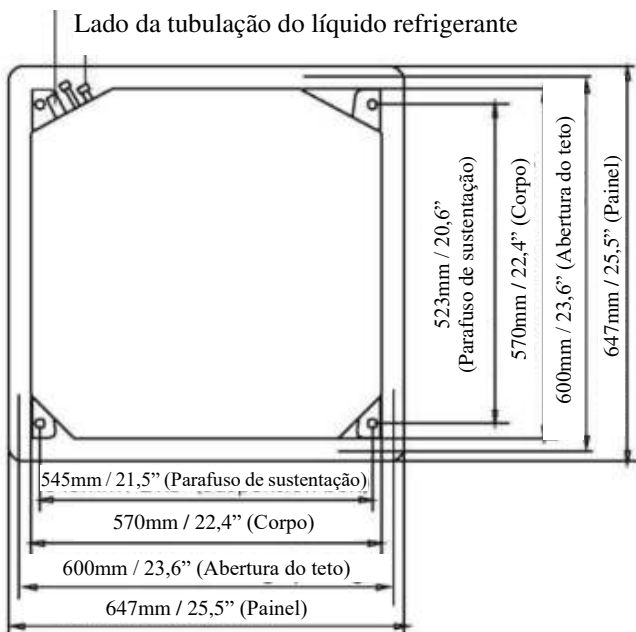 Lado da tubulação do líquido refrigerante
523mm / 20,6”
(Parafuso de sustentação)
570mm / 22,4” (Corpo)
600mm / 23,6” (Abertura do teto)
647mm / 25,5” (Painel)
545mm / 21,5” (Parafuso de sustentação)
570mm / 22,4” (Corpo)
600mm / 23,6” (Abertura do teto)
647mm / 25,5” (Painel)